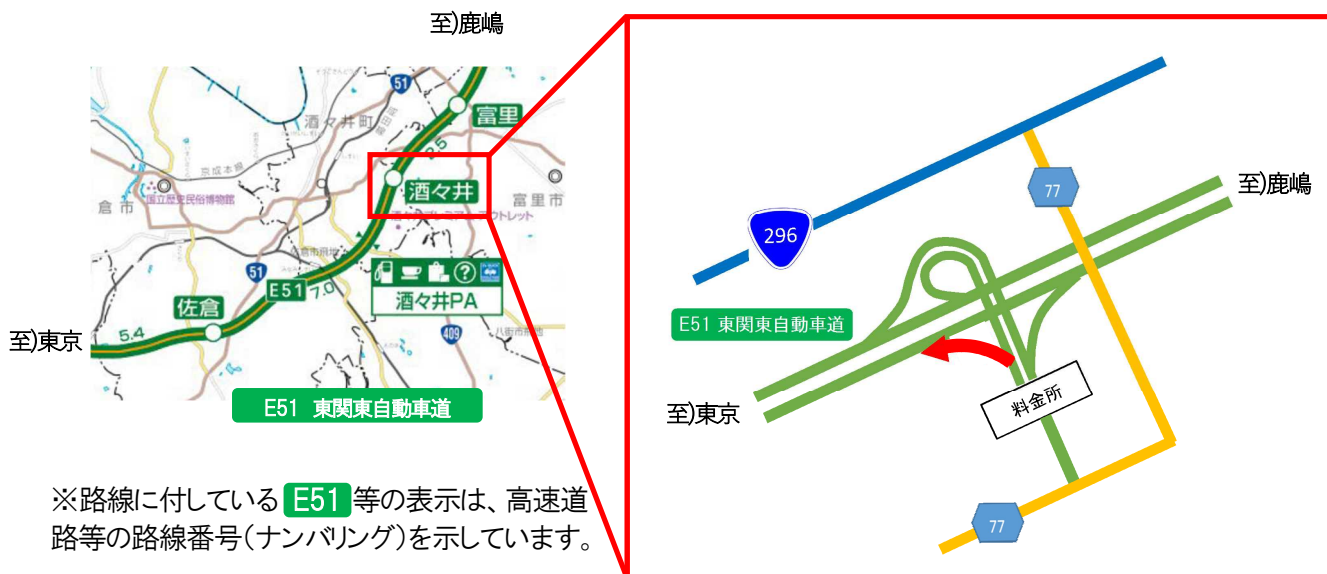 至)鹿嶋
51
富里
酒々井町
2.5
京成本線
酒々井
国立歴史民俗博物館
倉市
富里市
51
E51
7.0
佐倉
酒々井PA
5.4
409
至)東京
E51 東関東自動車道
※路線に付している E51 等の表示は、高速道
路等の路線番号(ナンバリング)を示しています。
77
至)鹿嶋
296
E51 東関東自動車道
料金所
至)東京
77